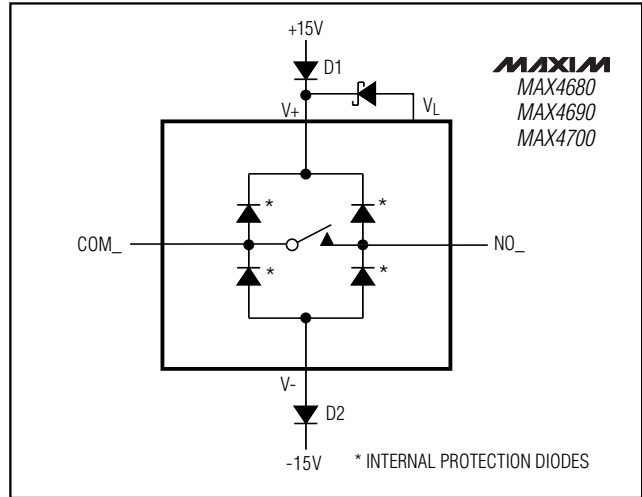 +15V
D1
MAXIM
MAX4680
MAX4690
MAX4700
V+
VL
*
*
COM_
NO_
*
*
V-
D2
-15V
* INTERNAL PROTECTION DIODES